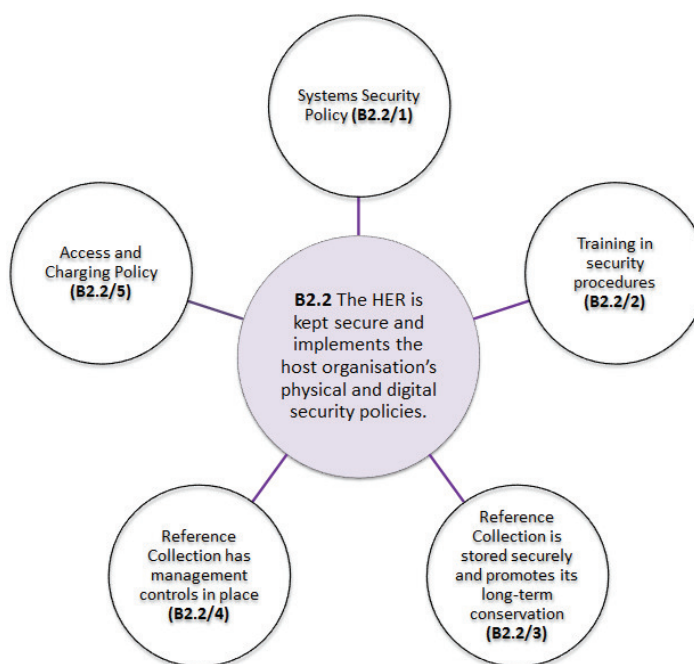 Systems Security
Policy (B2.2/1)
Access and
Charging Policy
(B2.2/5)
Training in
security
procedures
(B2.2/2)
B2.2 The HER is
kept secure and
implements the
host organisation’s
physical and digital
security policies.
Reference
Collection has
management
controls in place
(B2.2/4)
Reference
Collection is
stored securely
and promotes its
long-term
conservation
(B2.2/3)